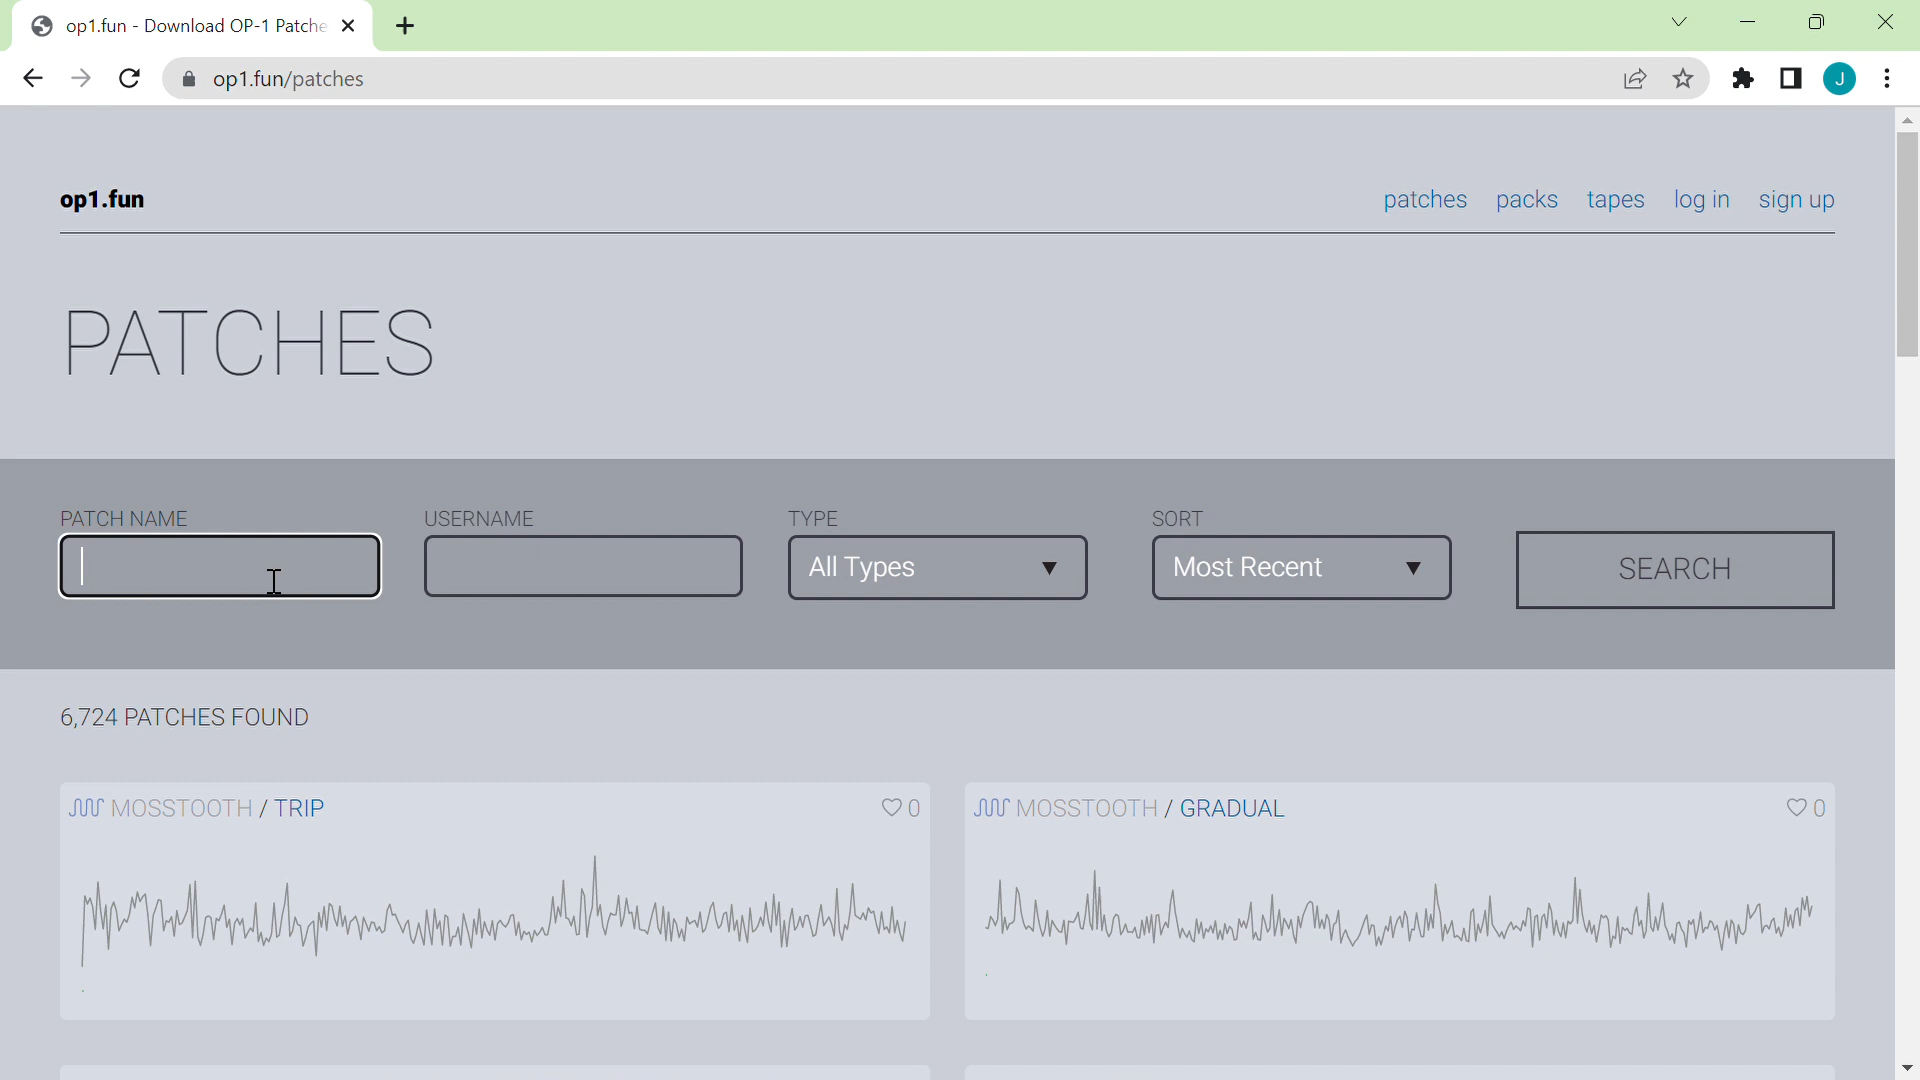 op1.fun - Download OP-1 Patche
op1.fun/patches
J
op1.fun
patches packs tapes log in sign up
PATCHES
PATCH NAME USERNAME TYPE SORT
All Types ▼ Most Recent ▼ SEARCH
6,724 PATCHES FOUND
MOSSTOOTH / TRIP 0
MOSSTOOTH / GRADUAL 0